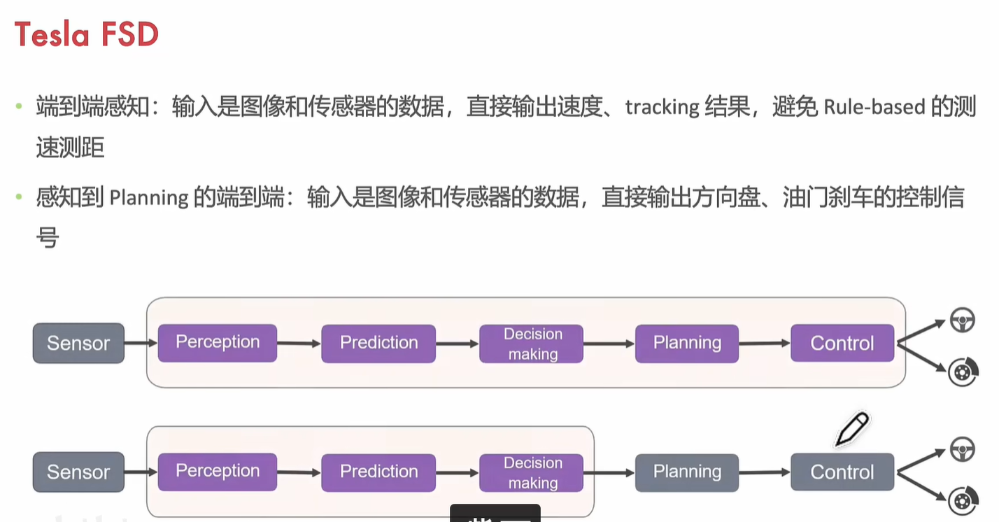 Tesla FSD
端到端感知：输入是图像和传感器的数据，直接输出速度、tracking 结果，避免 Rule-based 的测
速测距
感知到 Planning 的端到端：输入是图像和传感器的数据，直接输出方向盘、油门刹车的控制信
号
Sensor
Perception
Prediction
Decision
making
Planning
Control
Sensor
Perception
Prediction
Decision
making
Planning
Control